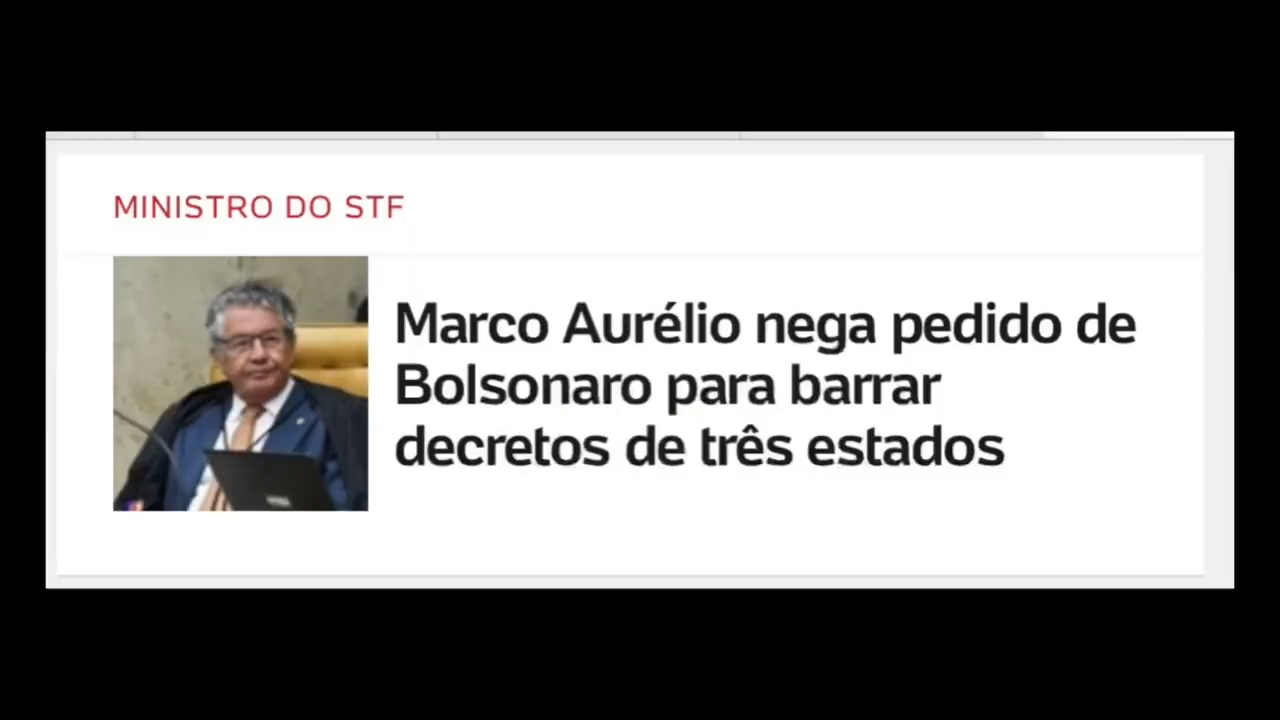 MINISTRO DO STF
Marco Aurélio nega pedido de
Bolsonaro para barrar
decretos de três estados